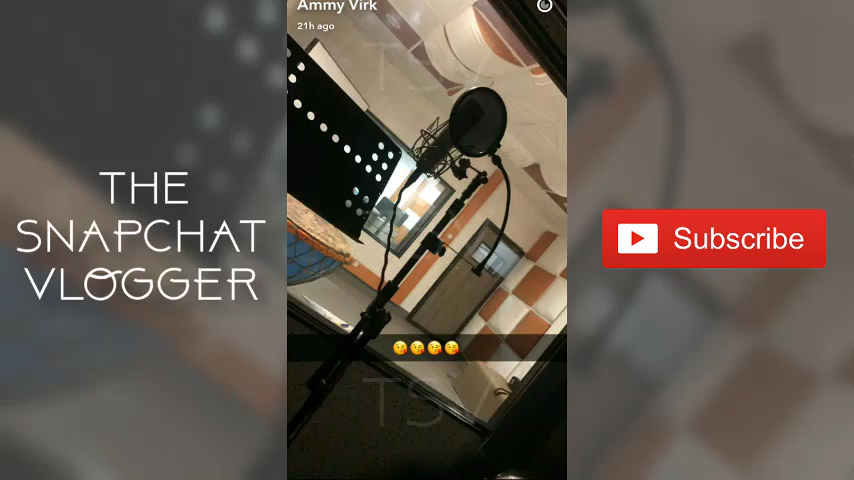 Ammy Virk
21h ago
THE
SNAPCHAT
VLOGGER
Subscribe